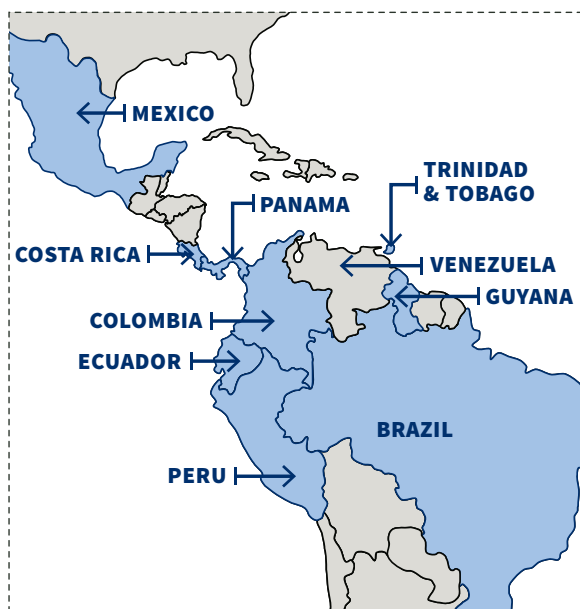 MEXICO
TRINIDAD
& TOBAGO
PANAMA
COSTA RICA
VENEZUELA
GUYANA
COLOMBIA
ECUADOR
BRAZIL
PERU